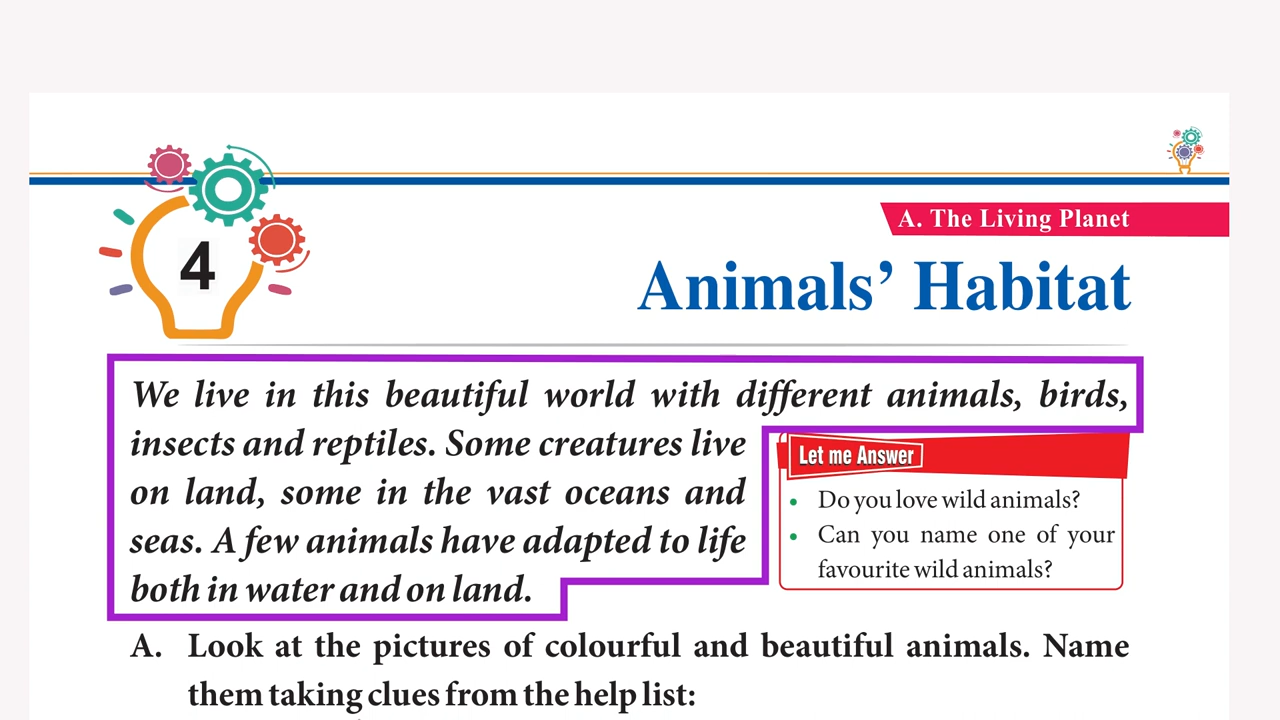 4
A. The Living Planet
Animals’ Habitat
We live in this beautiful world with different animals, birds,
insects and reptiles. Some creatures live
on land, some in the vast oceans and
seas. A few animals have adapted to life
both in water and on land.
Let me Answer
• Do you love wild animals?
• Can you name one of your
favourite wild animals?
A. Look at the pictures of colourful and beautiful animals. Name
them taking clues from the help list: